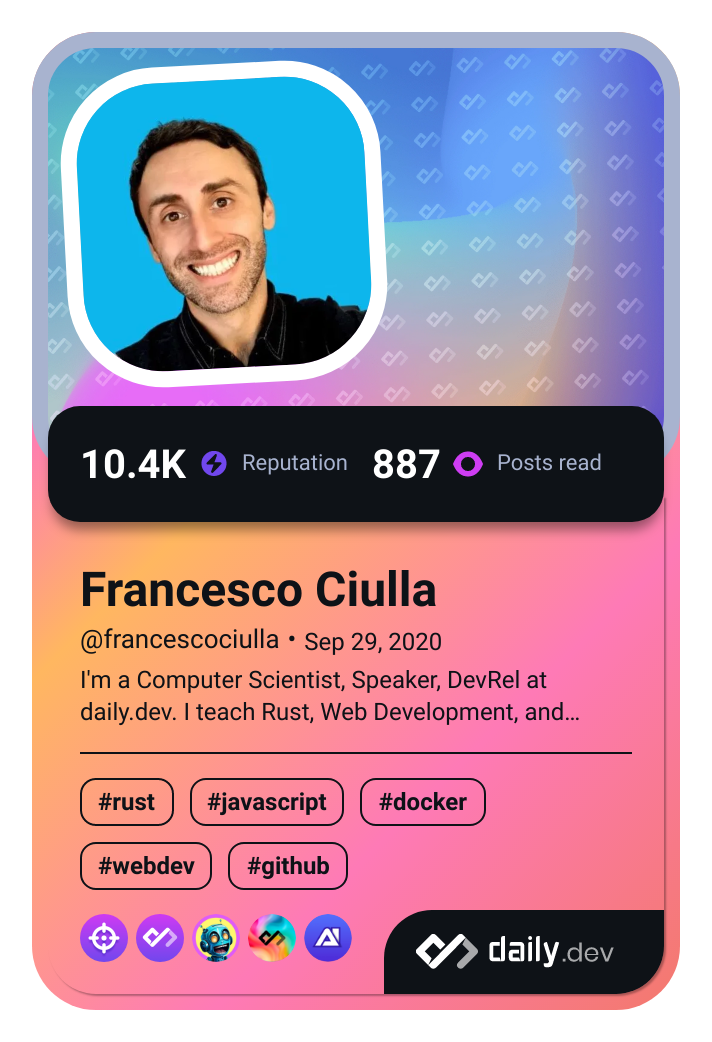 10.4K Reputation 887 Posts read
Francesco Ciulla
@francescociulla • Sep 29, 2020
I'm a Computer Scientist, Speaker, DevRel at
daily.dev. I teach Rust, Web Development, and…
#rust #javascript #docker
#webdev #github
daily.dev